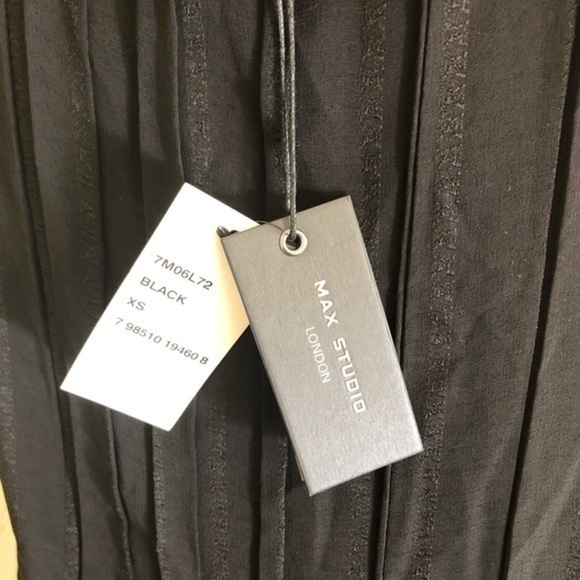 7M06L72
BLACK
XS
7 98510 19460 8
MAX STUDIO
LONDON